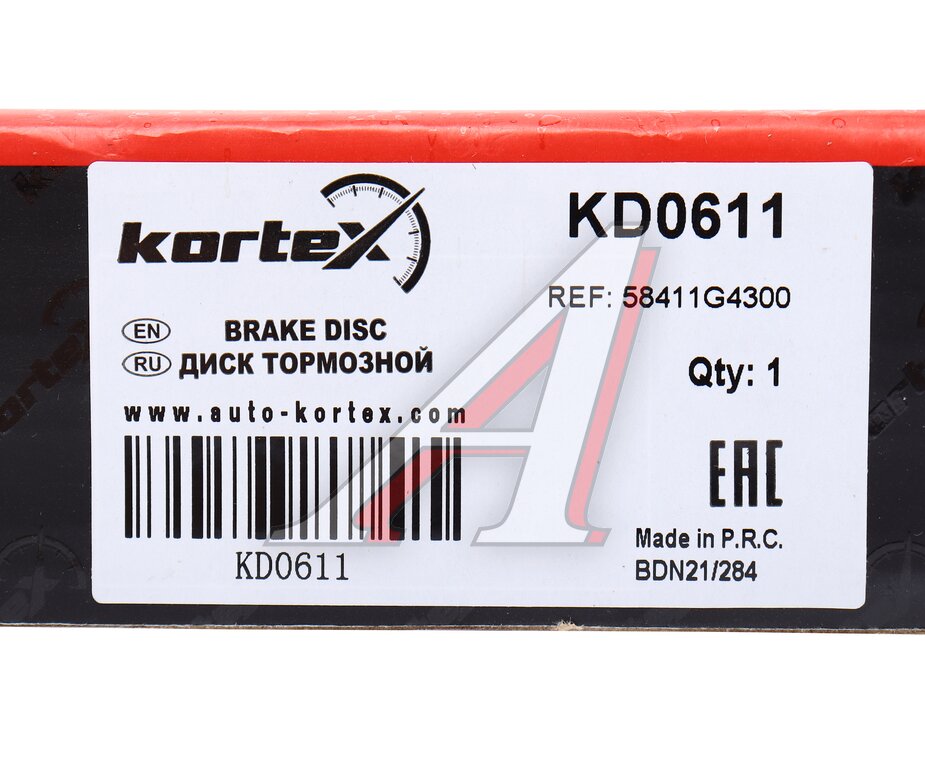 kortex
KD0611
REF: 58411G4300
EN BRAKE DISC
RU ДИСК ТОРМОЗНОЙ
Qty: 1
www.auto-kortex.com
EAC
KD0611
Made in P.R.C.
BDN21/284